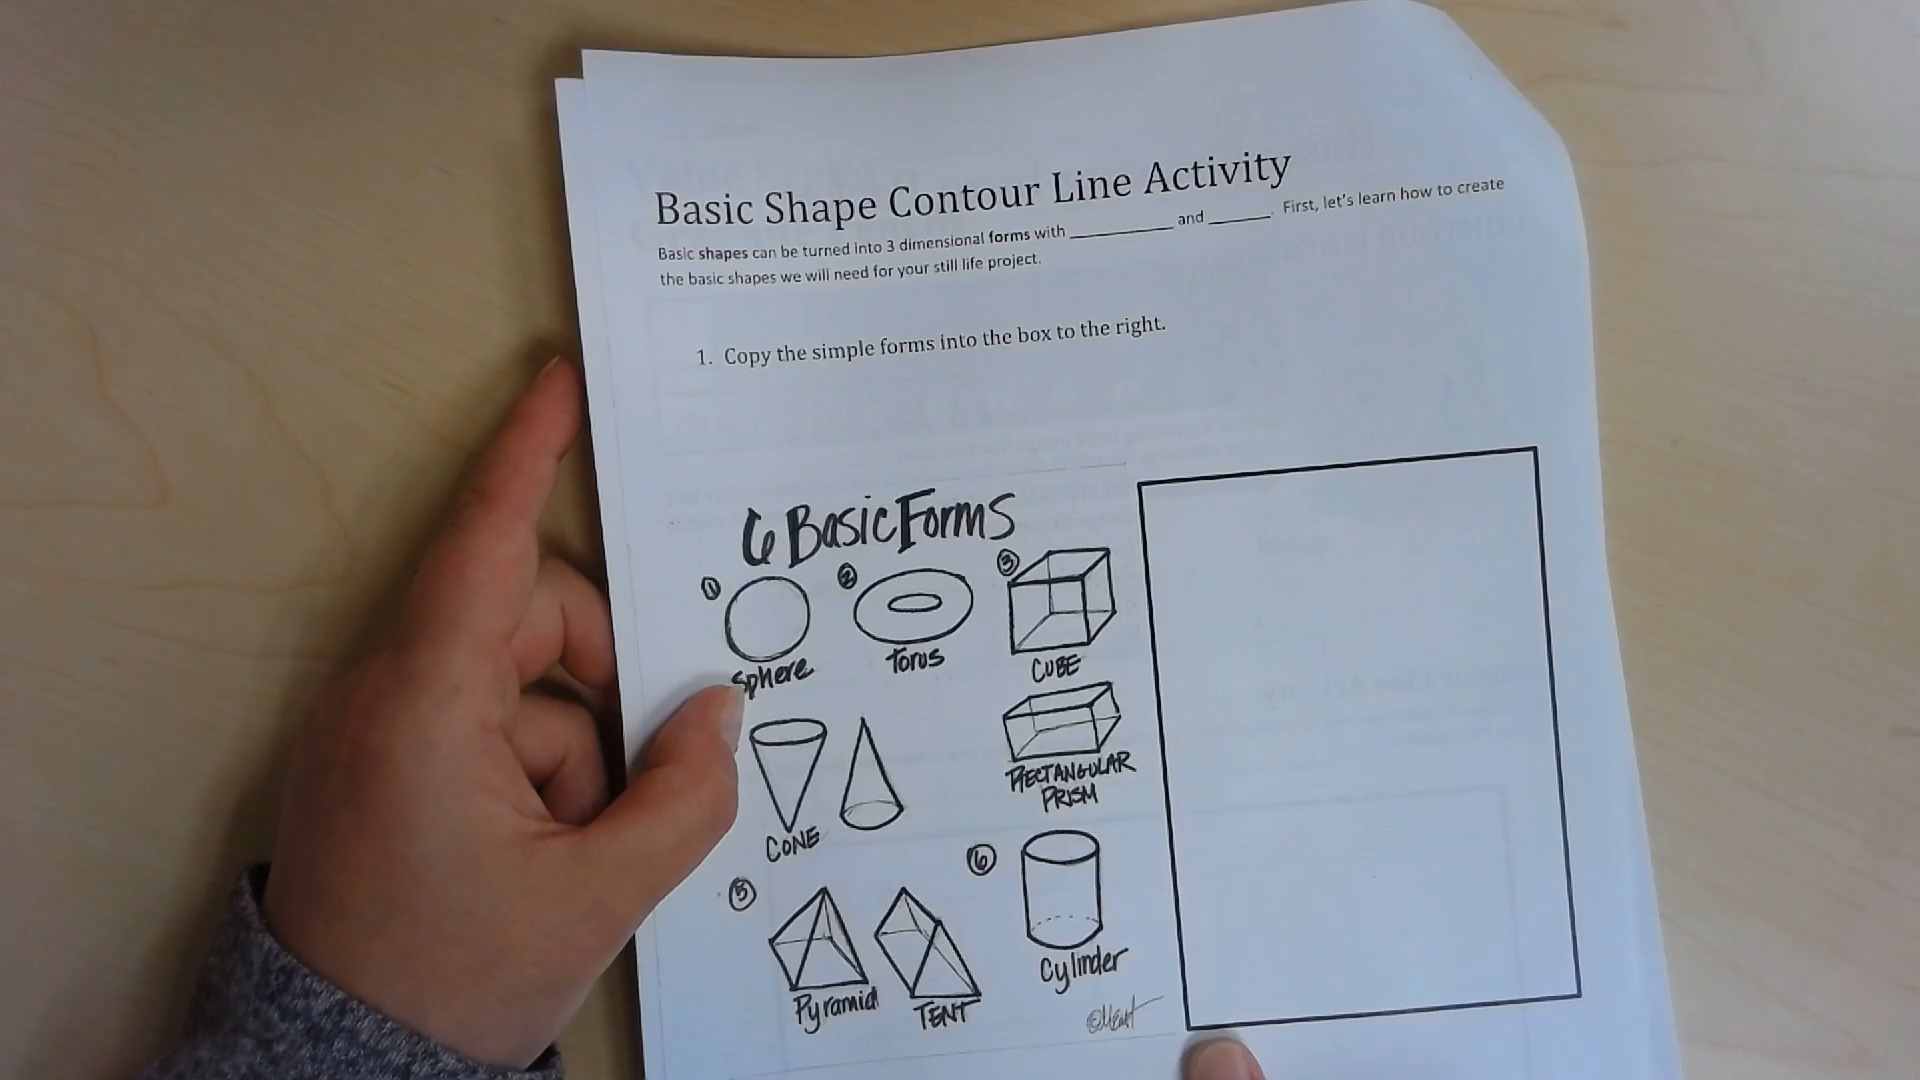 Basic Shape Contour Line Activity
Basic shapes can be turned into 3 dimensional forms with __________ and ______. First, let's learn how to create
the basic shapes we will need for your still life project.
1. Copy the simple forms into the box to the right.
6 Basic Forms
1 2 3
Sphere Torus CUBE
RECTANGULAR
PRISM
CONE
5 6
Cylinder
Pyramid TENT